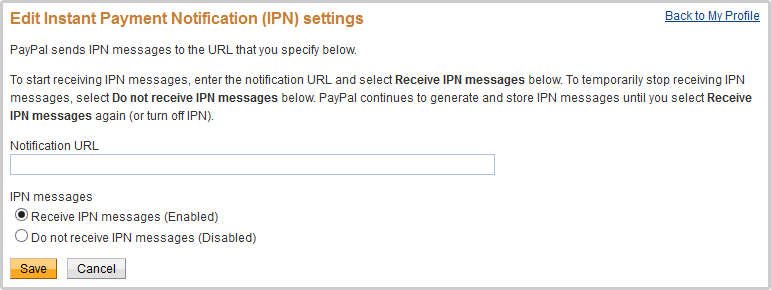 Edit Instant Payment Notification (IPN) settings
Back to My Profile
PayPal sends IPN messages to the URL that you specify below.
To start receiving IPN messages, enter the notification URL and select Receive IPN messages below. To temporarily stop receiving IPN
messages, select Do not receive IPN messages below. PayPal continues to generate and store IPN messages until you select Receive
IPN messages again (or turn off IPN).
Notification URL
IPN messages
Receive IPN messages (Enabled)
Do not receive IPN messages (Disabled)
Save Cancel